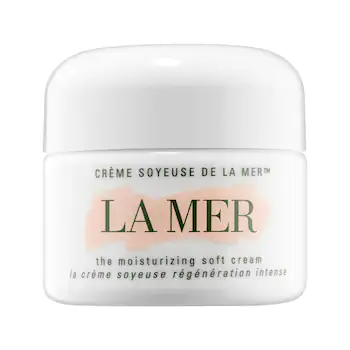 CRÈME SOYEUSE DE LA MER™
LA MER
the moisturizing soft cream
la crème soyeuse régénération intense